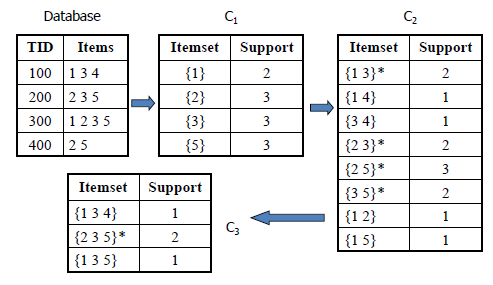 Database
TID Items
100 1 3 4
200 2 3 5
300 1 2 3 5
400 2 5
C1
Itemset Support
{1} 2
{2} 3
{3} 3
{5} 3
C2
Itemset Support
{1 3}* 2
{1 4} 1
{3 4} 1
{2 3}* 2
{2 5}* 3
{3 5}* 2
{1 2} 1
{1 5} 1
Itemset Support
{1 3 4} 1
{2 3 5}* 2
{1 3 5} 1
C3